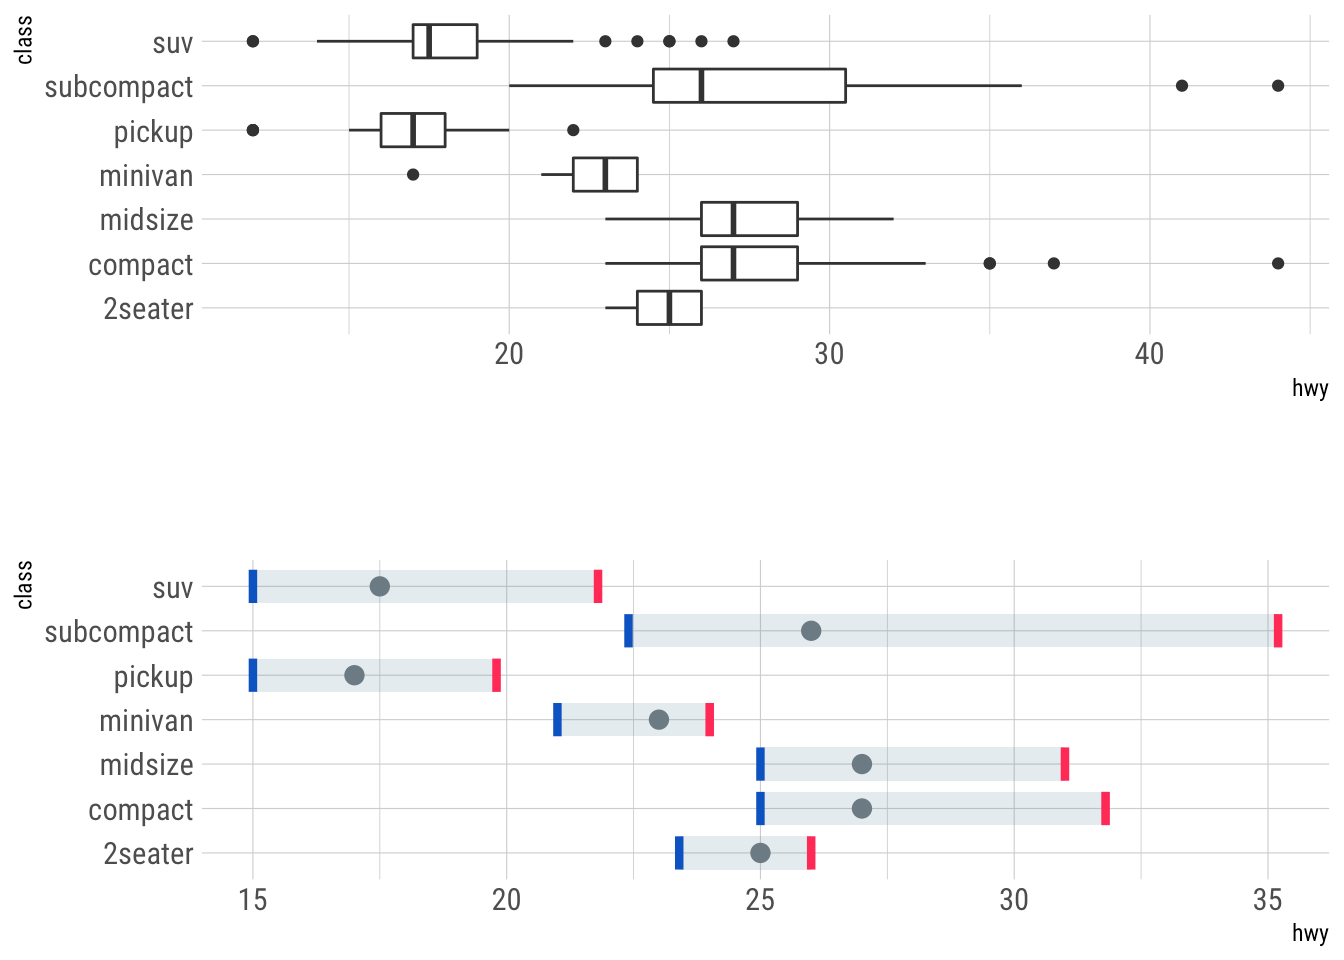 class
suv
subcompact
pickup
minivan
midsize
compact
2seater
20 30 40
hwy
class
suv
subcompact
pickup
minivan
midsize
compact
2seater
15 20 25 30 35
hwy